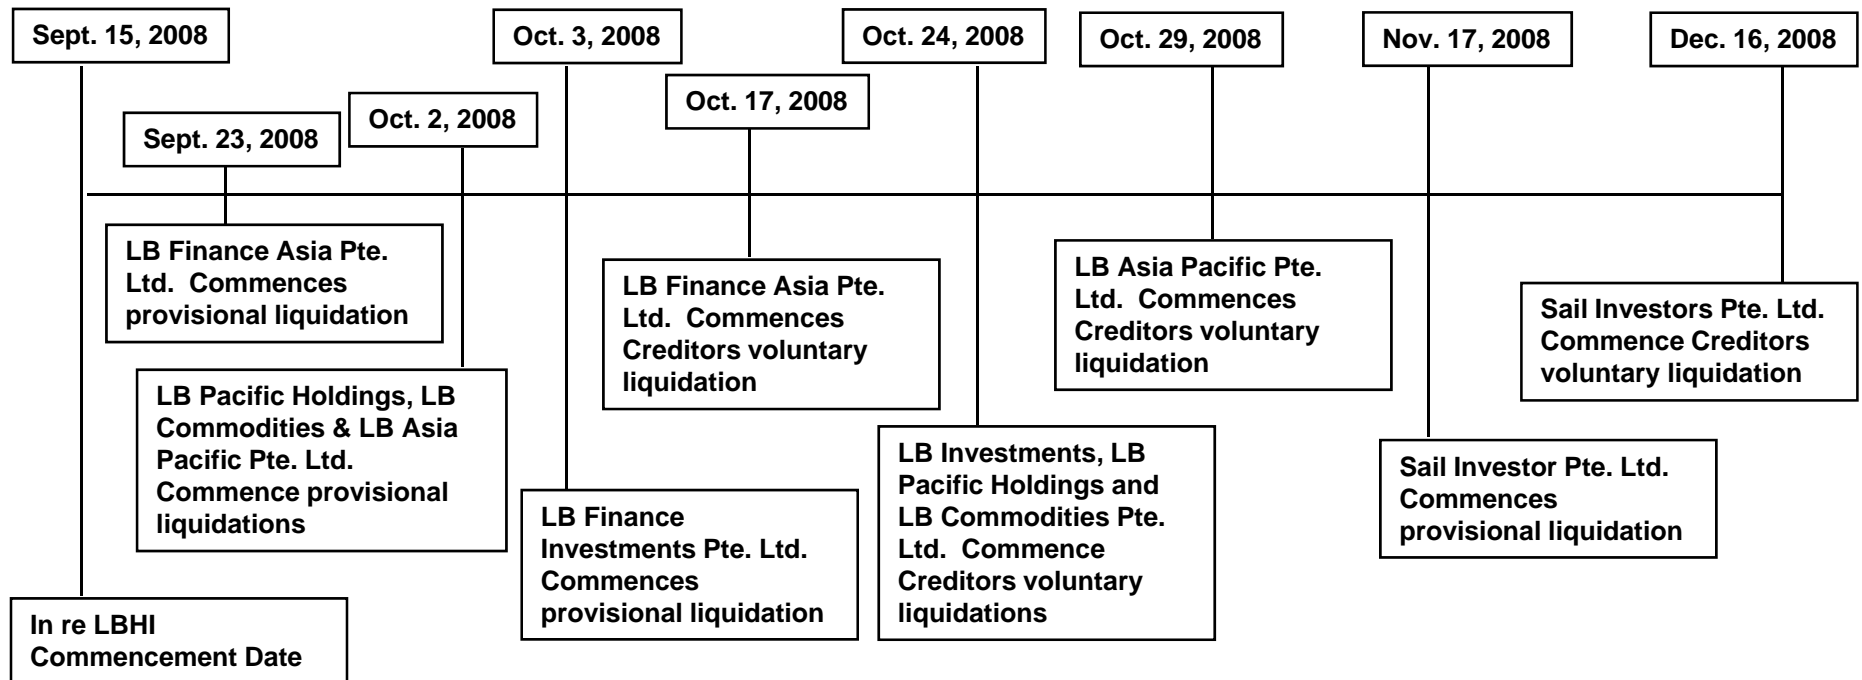 Sept. 15, 2008
Oct. 3, 2008
Oct. 24, 2008
Oct. 29, 2008
Nov. 17, 2008
Dec. 16, 2008
Sept. 23, 2008
Oct. 2, 2008
Oct. 17, 2008
LB Finance Asia Pte.
Ltd. Commences
provisional liquidation
LB Pacific Holdings, LB
Commodities & LB Asia
Pacific Pte. Ltd.
Commence provisional
liquidations
LB Finance Asia Pte.
Ltd. Commences
Creditors voluntary
liquidation
LB Asia Pacific Pte.
Ltd. Commences
Creditors voluntary
liquidation
Sail Investors Pte. Ltd.
Commence Creditors
voluntary liquidation
LB Finance
Investments Pte. Ltd.
Commences
provisional liquidation
LB Investments, LB
Pacific Holdings and
LB Commodities Pte.
Ltd. Commence
Creditors voluntary
liquidations
Sail Investor Pte. Ltd.
Commences
provisional liquidation
In re LBHI
Commencement Date